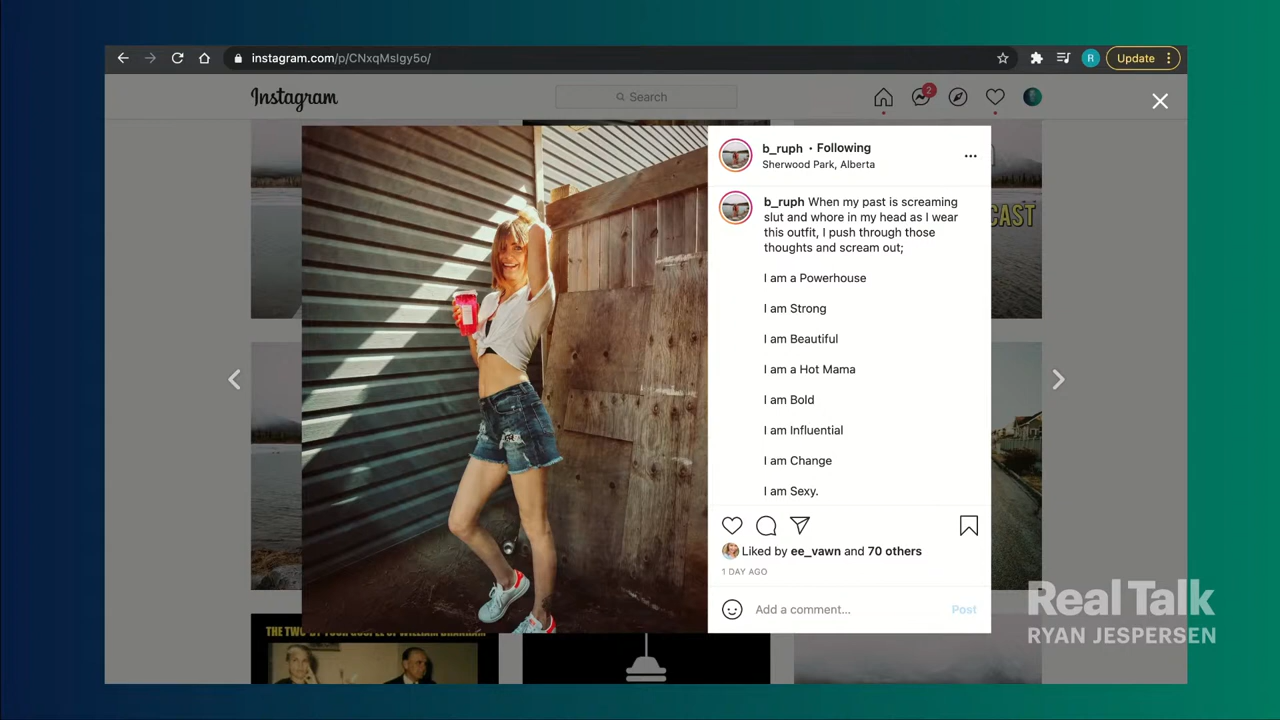 instagram.com/p/CNxqMsIgy5o/
R
Update
Instagram
Search
2
b_ruph • Following
Sherwood Park, Alberta
CAST
b_ruph When my past is screaming
slut and whore in my head as I wear
this outfit, I push through those
thoughts and scream out;
I am a Powerhouse
I am Strong
I am Beautiful
I am a Hot Mama
I am Bold
I am Influential
I am Change
I am Sexy.
Liked by ee_vawn and 70 others
1 DAY AGO
Add a comment...
Post
Real Talk
RYAN JESPERSEN